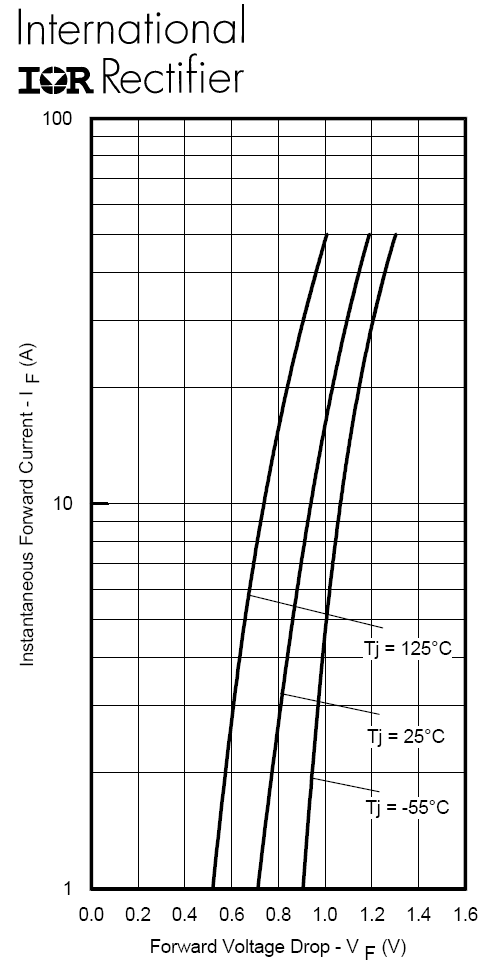 International
IOR Rectifier
100
10
1
Instantaneous Forward Current - I F (A)
Tj = 125°C
Tj = 25°C
Tj = -55°C
0.0 0.2 0.4 0.6 0.8 1.0 1.2 1.4 1.6
Forward Voltage Drop - V F (V)